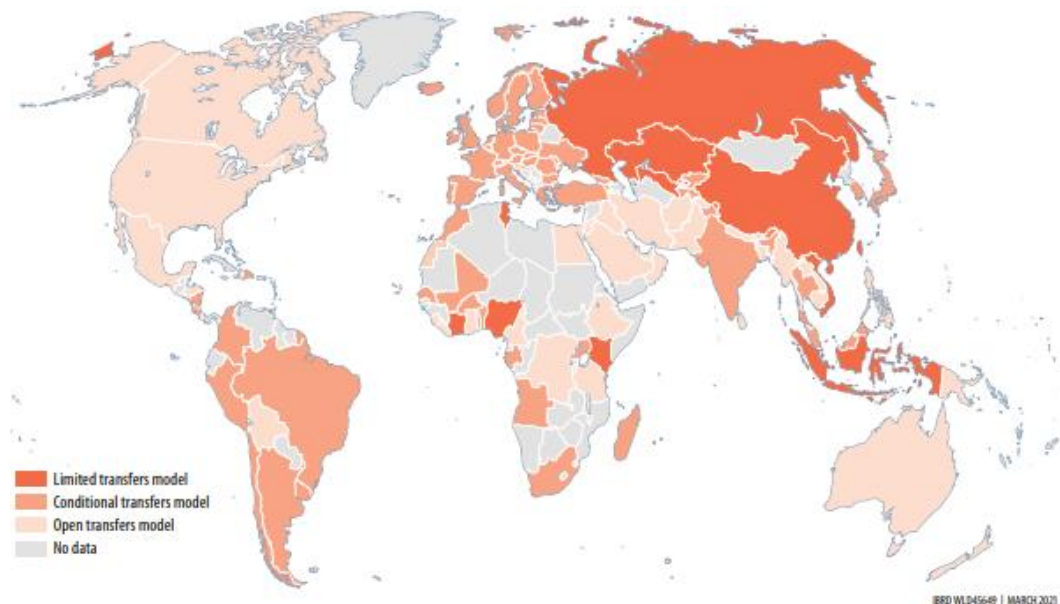 Limited transfers model
Conditional transfers model
Open transfers model
No data
IBRD WLD45649 | MARCH 2021